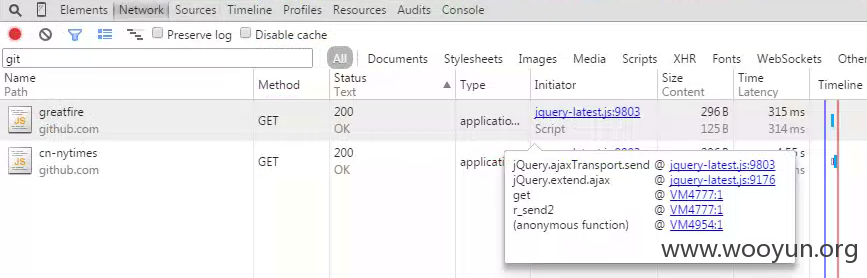 Elements Network Sources Timeline Profiles Resources Audits Console
Preserve log Disable cache
git
All Documents Stylesheets Images Media Scripts XHR Fonts WebSockets Other
Name Path Method Status Text Type Initiator Size Content Time Latency Timeline
greatfire github.com GET 200 OK applicatio... jquery-latest.js:9803 Script 296 B 125 B 315 ms 314 ms
cn-nytimes github.com GET 200 OK
jQuery.ajaxTransport.send @ jquery-latest.js:9803
jQuery.extend.ajax @ jquery-latest.js:9176
get @ VM4777:1
r_send2 @ VM4777:1
(anonymous function) @ VM4954:1
www.wooyun.org